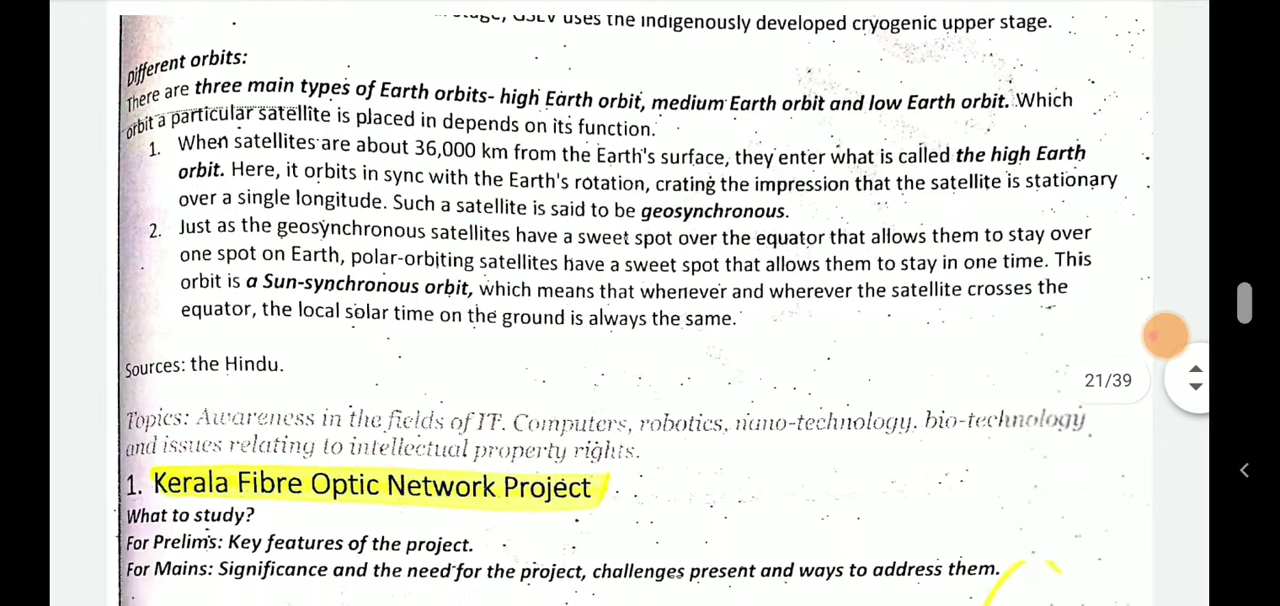 GSLV uses the indigenously developed cryogenic upper stage.
Different orbits:
There are three main types of Earth orbits- high Earth orbit, medium Earth orbit and low Earth orbit. Which
orbit a particular satellite is placed in depends on its function.
1. When satellites are about 36,000 km from the Earth's surface, they enter what is called the high Earth
orbit. Here, it orbits in sync with the Earth's rotation, crating the impression that the satellite is stationary
over a single longitude. Such a satellite is said to be geosynchronous.
2. Just as the geosynchronous satellites have a sweet spot over the equator that allows them to stay over
one spot on Earth, polar-orbiting satellites have a sweet spot that allows them to stay in one time. This
orbit is a Sun-synchronous orbit, which means that whenever and wherever the satellite crosses the
equator, the local solar time on the ground is always the same.
Sources: the Hindu.
21/39
Topics: Awareness in the fields of IT. Computers, robotics, nano-technology. bio-technology
and issues relating to intellectual property rights.
1. Kerala Fibre Optic Network Project
What to study?
For Prelims: Key features of the project.
For Mains: Significance and the need for the project, challenges present and ways to address them.